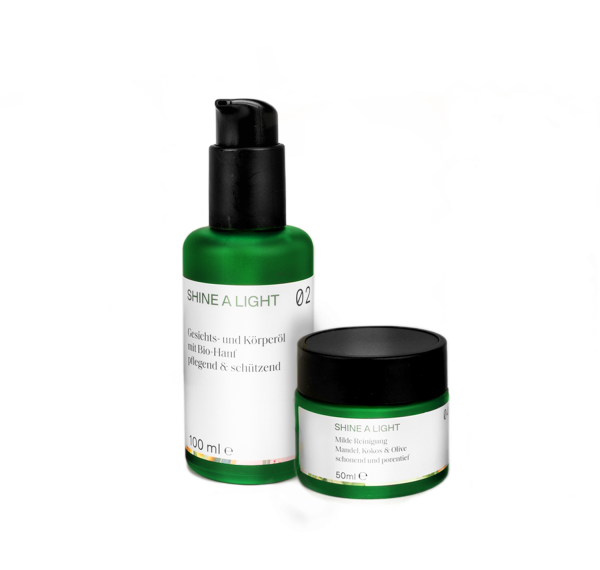 SHINE A LIGHT 02
Gesichts- und Körperöl
mit Bio-Hanf
pflegend & schützend
100 ml ℮
SHINE A LIGHT
Milde Reinigung
Mandel, Kokos & Olive
schonend und porentief
50ml ℮